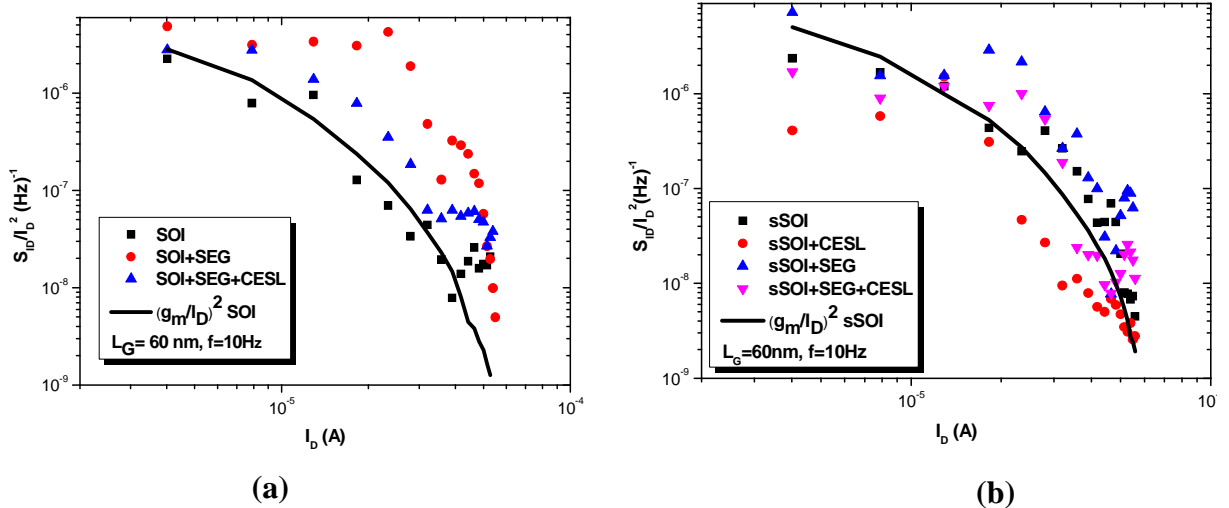 S_ID/I_D^2 (Hz)^-1
10^-6
10^-7
10^-8
10^-9
SOI
SOI+SEG
SOI+SEG+CESL
(g_m/I_D)^2 SOI
L_G= 60 nm, f=10Hz
10^-5
10^-4
I_D (A)
(a)
S_ID/I_D^2(Hz)^-1
10^-5
10^-6
10^-7
10^-8
10^-9
sSOI
sSOI+CESL
sSOI+SEG
sSOI+SEG+CESL
(g_m/I_D)^2 sSOI
L_G=60nm, f=10Hz
10^-5
10
I_D (A)
(b)